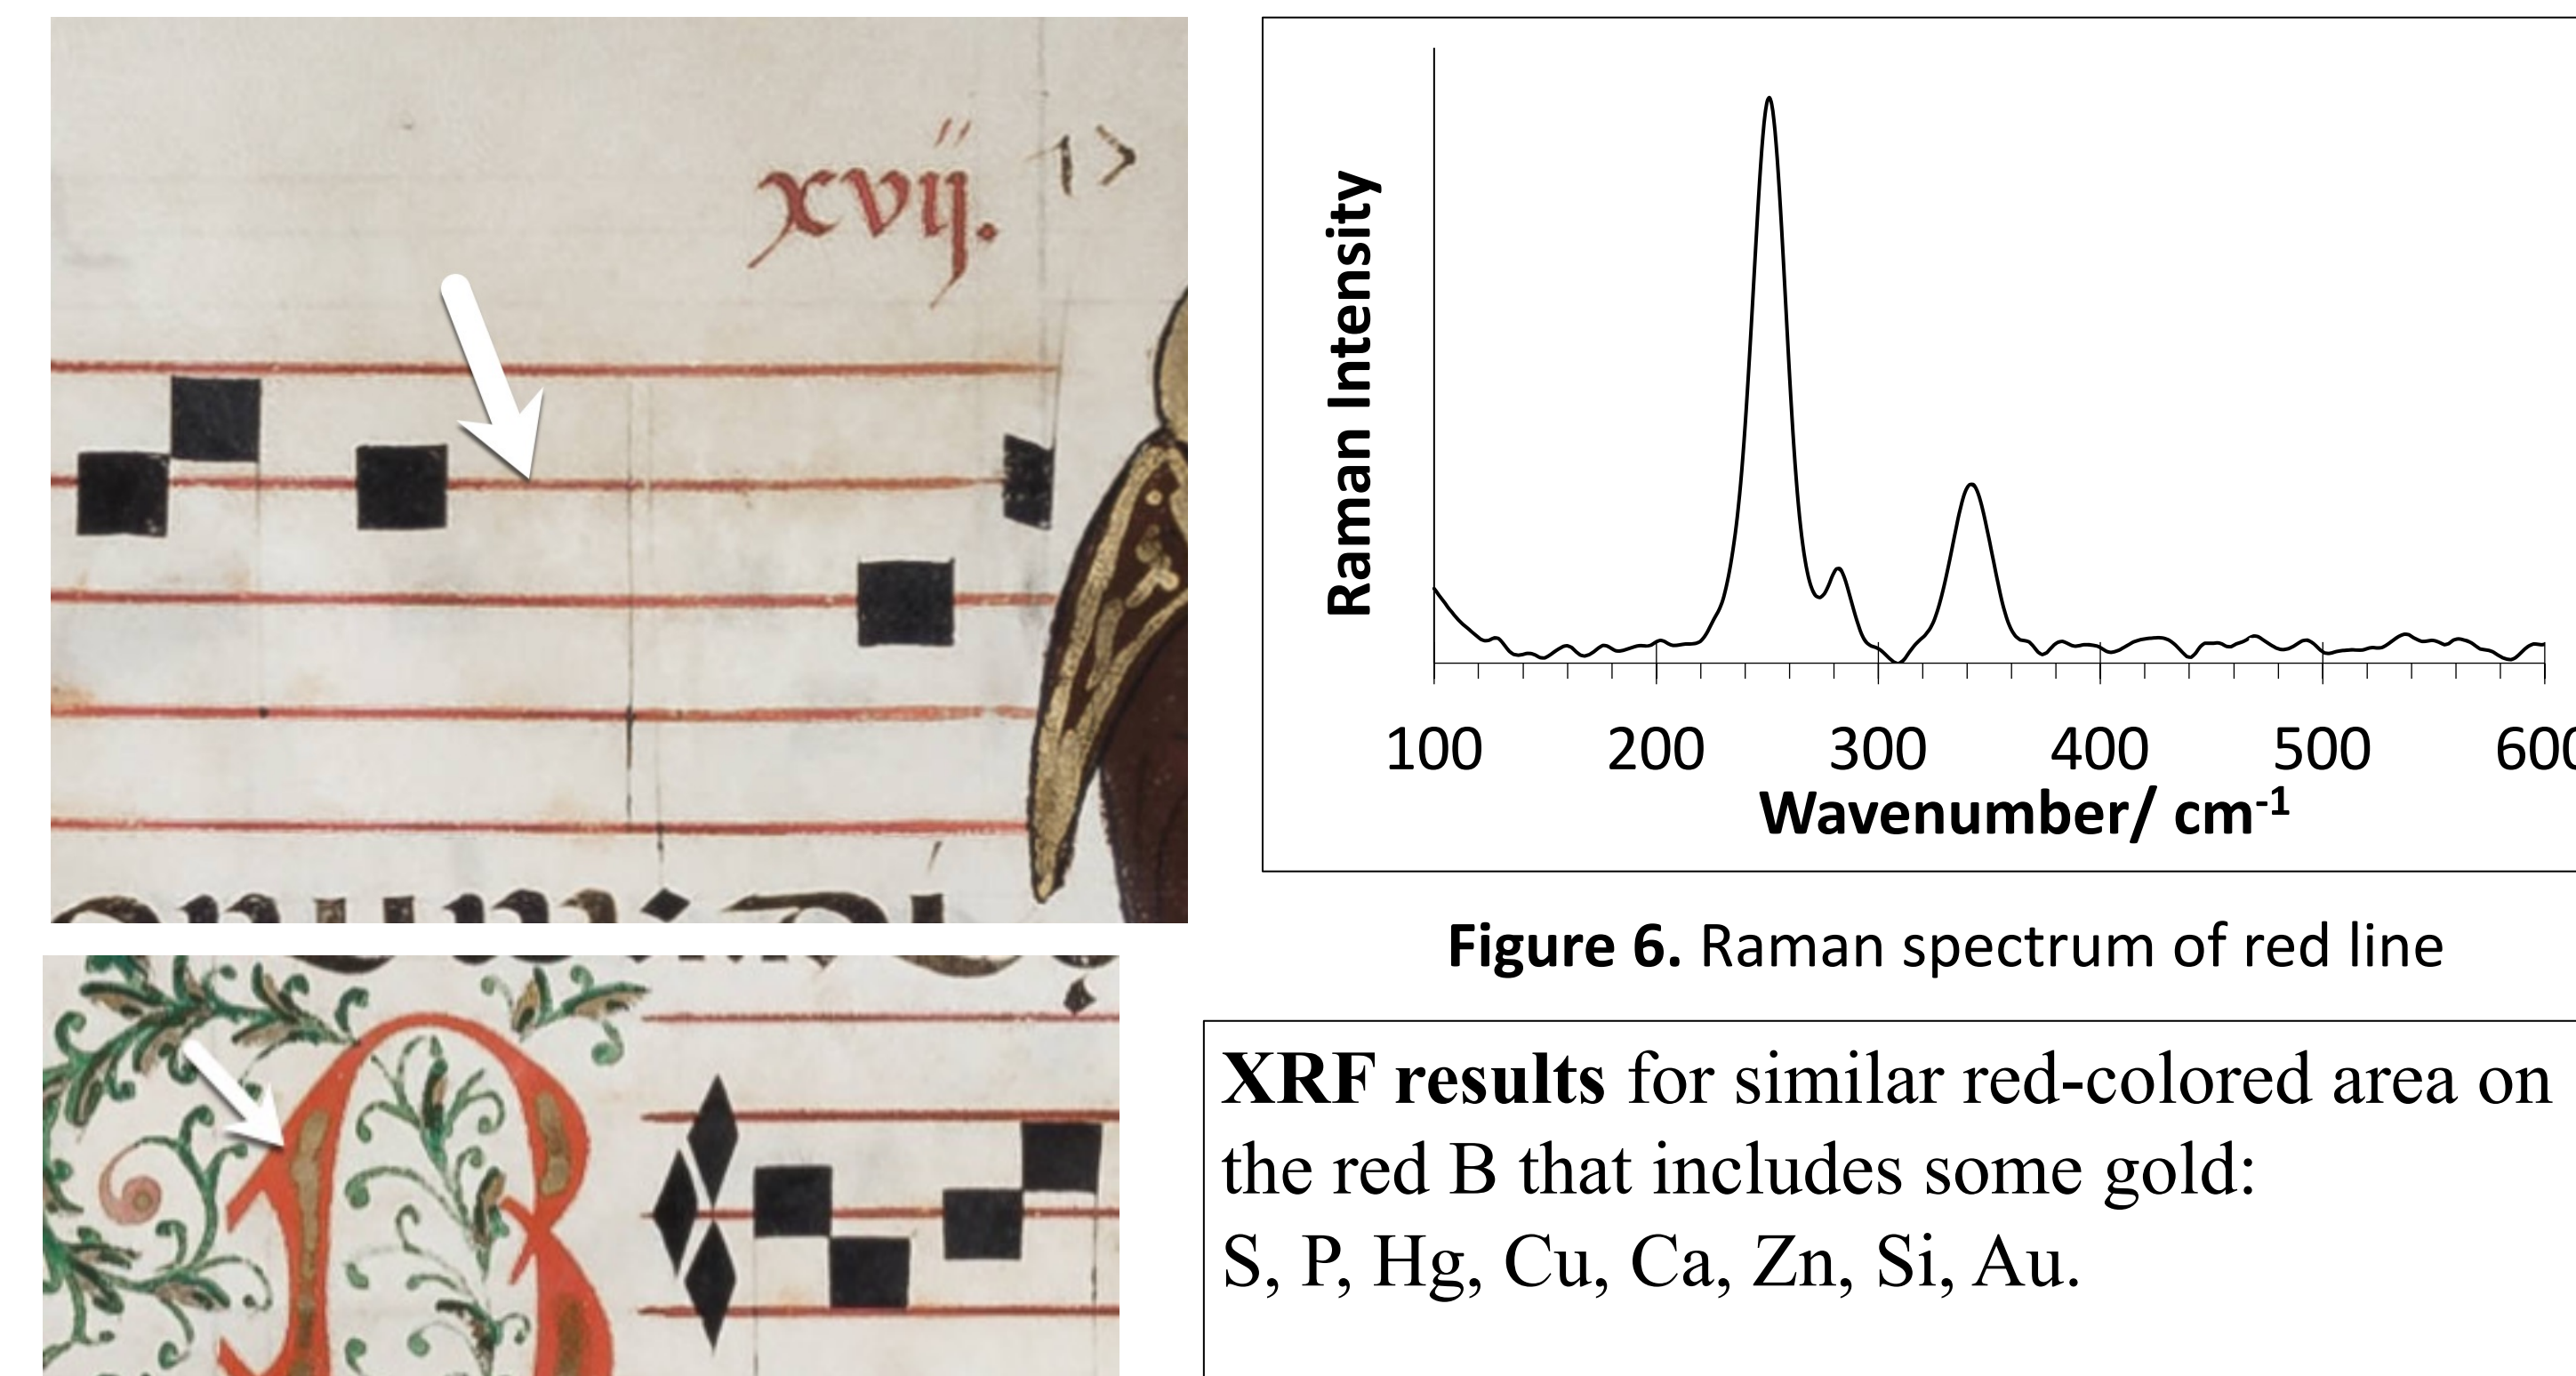 xvij. 17
Raman Intensity
100 200 300 400 500 600
Wavenumber/ cm-1
Figure 6. Raman spectrum of red line
XRF results for similar red-colored area on
the red B that includes some gold:
S, P, Hg, Cu, Ca, Zn, Si, Au.
B